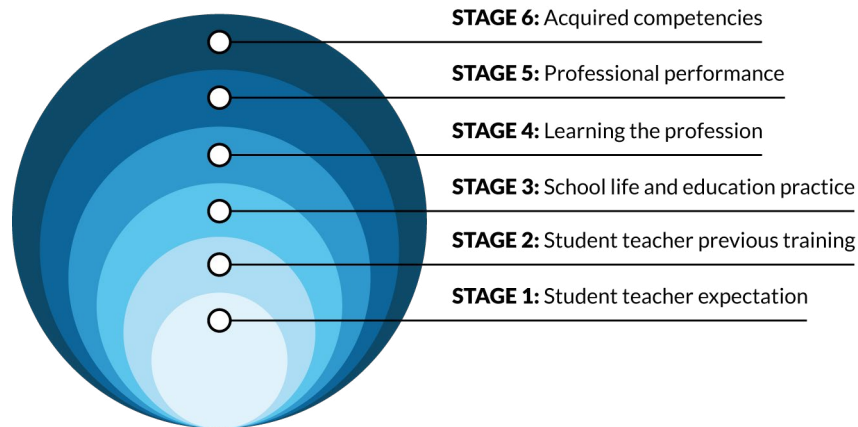 STAGE 6: Acquired competencies
STAGE 5: Professional performance
STAGE 4: Learning the profession
STAGE 3: School life and education practice
STAGE 2: Student teacher previous training
STAGE 1: Student teacher expectation